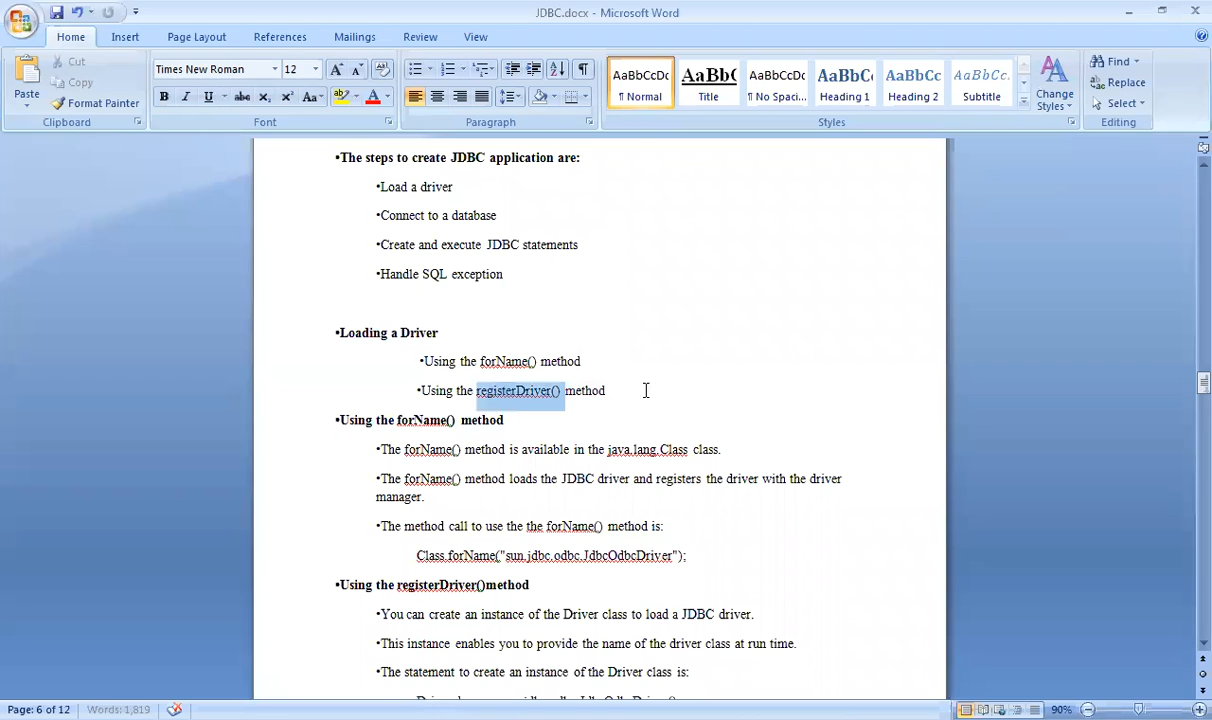 JDBC.docx - Microsoft Word
Home Insert Page Layout References Mailings Review View
Paste
Cut
Copy
Format Painter
Clipboard
Times New Roman 12
B I U abc X₂ X² Aa
Font
Paragraph
AaBbCcDc AaBbC AaBbCcDc AaBbC AaBbCc AaBbCc.
¶ Normal Title ¶ No Spaci... Heading 1 Heading 2 Subtitle
Change Styles
Styles
Find
Replace
Select
Editing
•The steps to create JDBC application are:
•Load a driver
•Connect to a database
•Create and execute JDBC statements
•Handle SQL exception
•Loading a Driver
•Using the forName() method
•Using the registerDriver() method
•Using the forName() method
•The forName() method is available in the java.lang.Class class.
•The forName() method loads the JDBC driver and registers the driver with the driver
manager.
•The method call to use the the forName() method is:
Class.forName("sun.jdbc.odbc.JdbcOdbcDriver");
•Using the registerDriver()method
•You can create an instance of the Driver class to load a JDBC driver.
•This instance enables you to provide the name of the driver class at run time.
•The statement to create an instance of the Driver class is:
Page: 6 of 12 Words: 1,819 90%